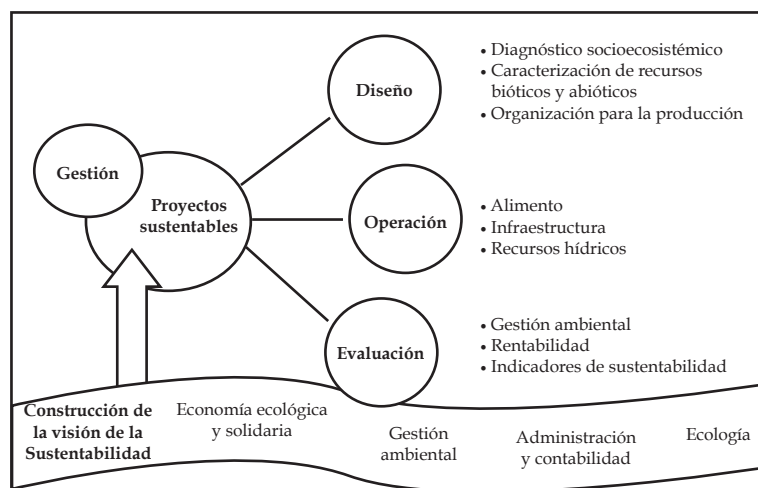 Gestión
Proyectos
sustentables
Diseño
• Diagnóstico socioecosistémico
• Caracterización de recursos
bióticos y abióticos
• Organización para la producción
Operación
• Alimento
• Infraestructura
• Recursos hídricos
Evaluación
• Gestión ambiental
• Rentabilidad
• Indicadores de sustentabilidad
Construcción de
la visión de la
Sustentabilidad
Economía ecológica
y solidaria
Gestión
ambiental
Administración
y contabilidad
Ecología